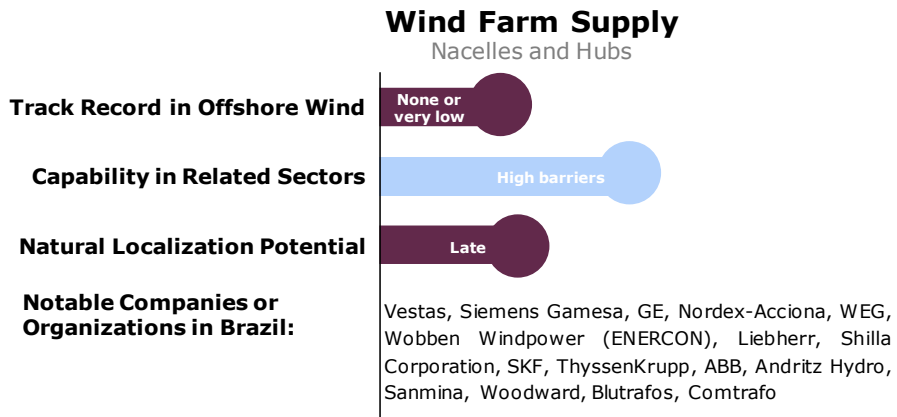 Wind Farm Supply
Nacelles and Hubs
Track Record in Offshore Wind
None or
very low
Capability in Related Sectors
High barriers
Natural Localization Potential
Late
Notable Companies or
Organizations in Brazil:
Vestas, Siemens Gamesa, GE, Nordex-Acciona, WEG,
Wobben Windpower (ENERCON), Liebherr, Shilla
Corporation, SKF, ThyssenKrupp, ABB, Andritz Hydro,
Sanmina, Woodward, Blutrafos, Comtrafo